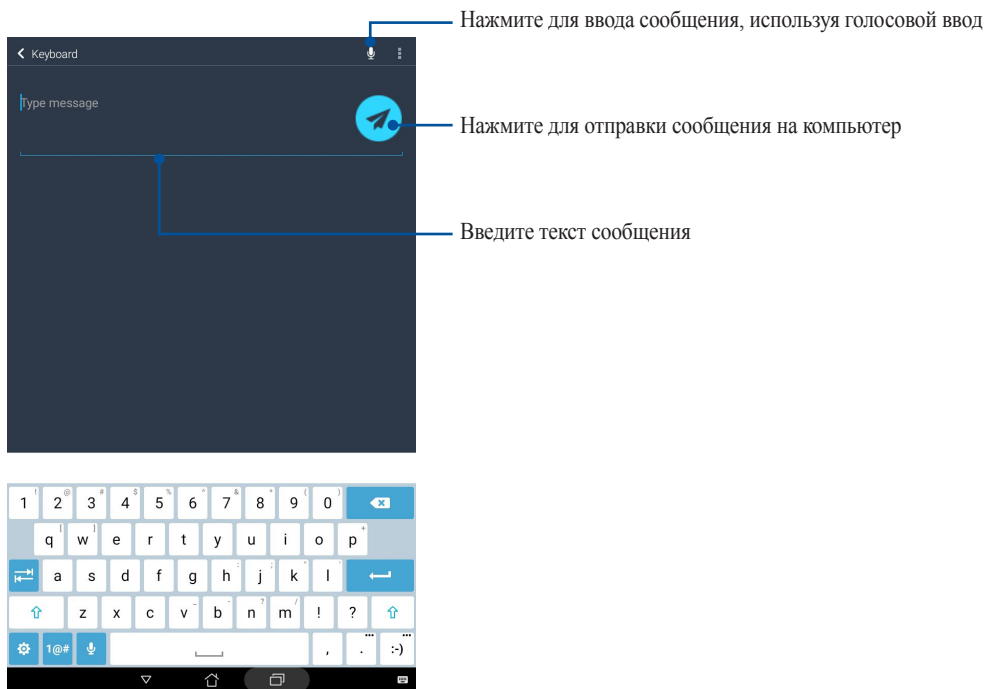 Нажмите для ввода сообщения, используя голосовой ввод
Keyboard
Type message
Нажмите для отправки сообщения на компьютер
Введите текст сообщения
1 ! 2 @ 3 # 4 $ 5 % 6 ^ 7 & 8 * 9 ( 0 )
q [ w ] e r t y u i o p +
a s d f g h : j ; k " l '
z x c v _ b - n ? m / ! ?
1@# , . ... :-) ...